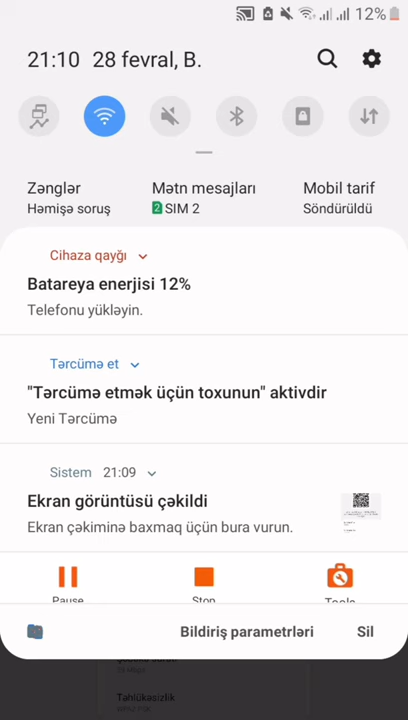 12%
21:10 28 fevral, B.
Zənglər
Həmişə soruş
Mətn mesajları
2 SIM 2
Mobil tarif
Söndürüldü
Cihaza qayğı
Batareya enerjisi 12%
Telefonu yükləyin.
Tərcümə et
"Tərcümə etmək üçün toxunun" aktivdir
Yeni Tərcümə
Sistem 21:09
Ekran görüntüsü çəkildi
Ekran çəkiminə baxmaq üçün bura vurun.
Pause
Stop
Tools
Bildiriş parametrləri
Sil
Təhlükəsizlik